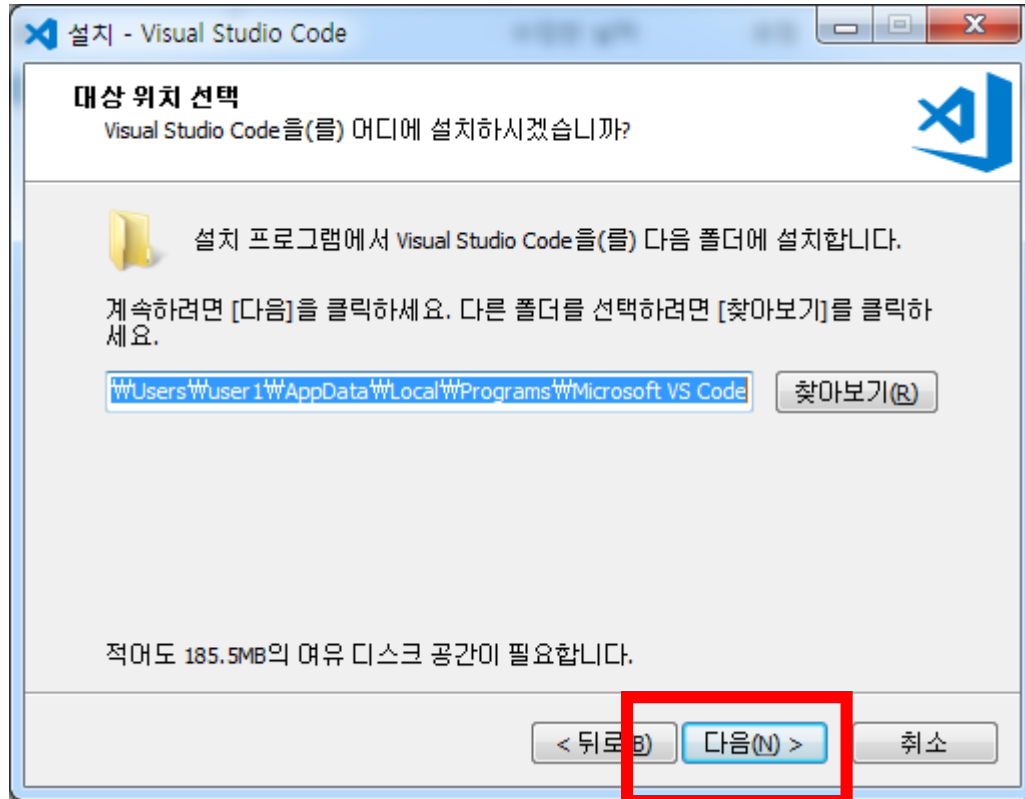 설치 - Visual Studio Code
대상 위치 선택
Visual Studio Code을(를) 어디에 설치하시겠습니까?
설치 프로그램에서 Visual Studio Code을(를) 다음 폴더에 설치합니다.
계속하려면 [다음]을 클릭하세요. 다른 폴더를 선택하려면 [찾아보기]를 클릭하
세요.
₩Users₩user1₩AppData₩Local₩Programs₩Microsoft VS Code 찾아보기(R)
적어도 185.5MB의 여유 디스크 공간이 필요합니다.
< 뒤로 B) 다음(N) > 취소